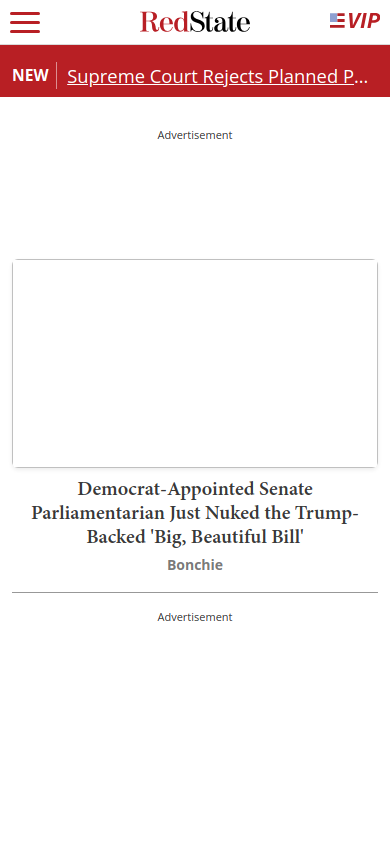 RedState
VIP
NEW
Supreme Court Rejects Planned P...
Advertisement
Democrat-Appointed Senate
Parliamentarian Just Nuked the Trump-
Backed 'Big, Beautiful Bill'
Bonchie
Advertisement